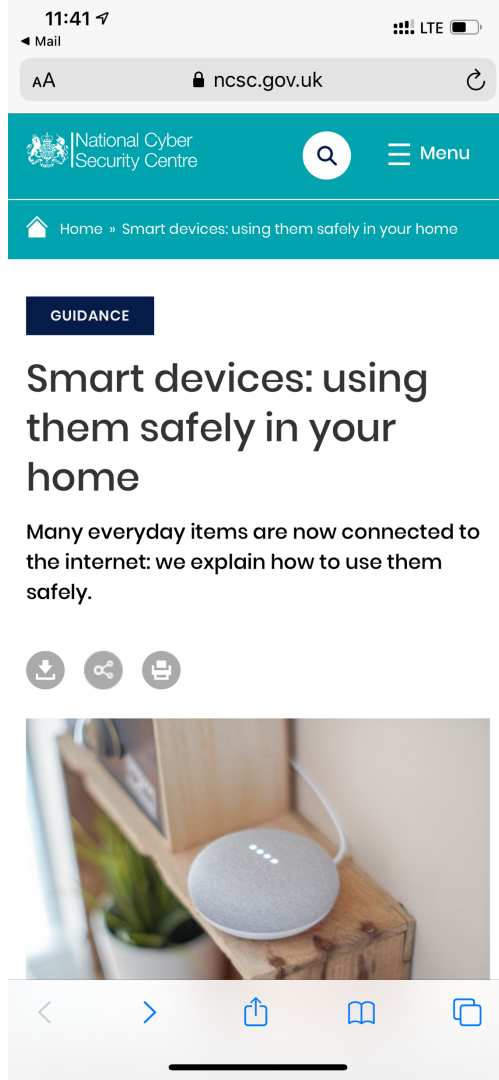 11:41
LTE
◀ Mail
AA
ncsc.gov.uk
National Cyber
Security Centre
Menu
Home » Smart devices: using them safely in your home
GUIDANCE
Smart devices: using
them safely in your
home
Many everyday items are now connected to
the internet: we explain how to use them
safely.